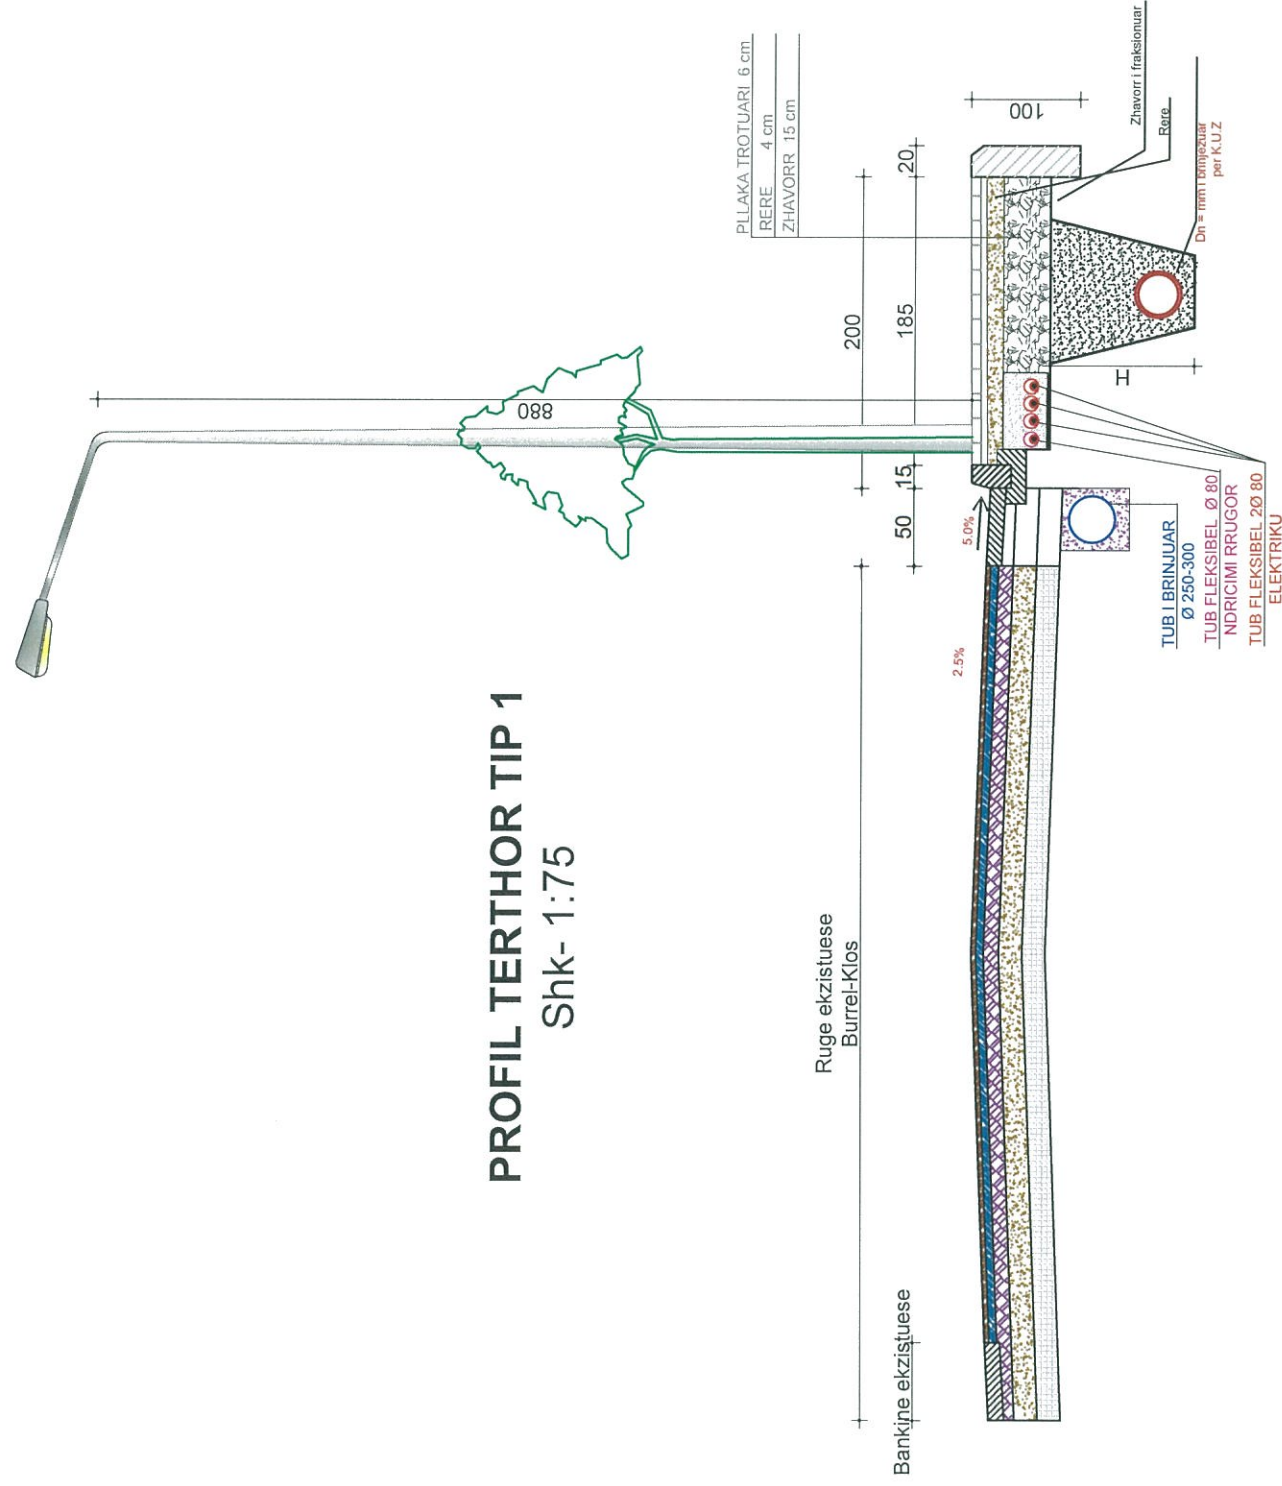 PROFIL TERTHOR TIP 1
Shk- 1:75
PLLAKA TROTUARI 6 cm
RERE 4 cm
ZHAVORR 15 cm
880
200
185
20
15
50
100
H
5.0%
2.5%
Zhavorr i fraksionuar
Rere
Dn = mm i brinjezuar
per K.U.Z
Ruge ekzistuese
Burrel-Klos
Bankine ekzistuese
TUB I BRINJUAR
Ø 250-300
TUB FLEKSIBEL Ø 80
NDRICIMI RRUGOR
TUB FLEKSIBEL 2Ø 80
ELEKTRIKU